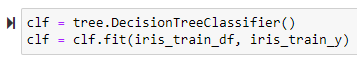 clf = tree.DecisionTreeClassifier()
clf = clf.fit(iris_train_df, iris_train_y)